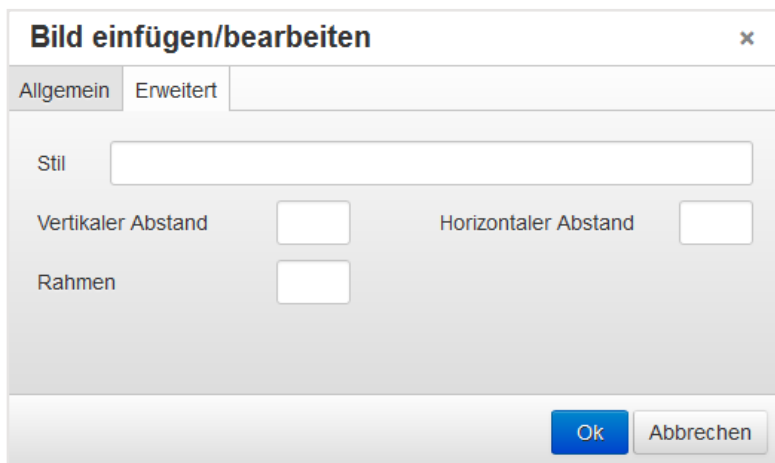 Bild einfügen/bearbeiten ×
Allgemein Erweitert
Stil
Vertikaler Abstand Horizontaler Abstand
Rahmen
Ok Abbrechen